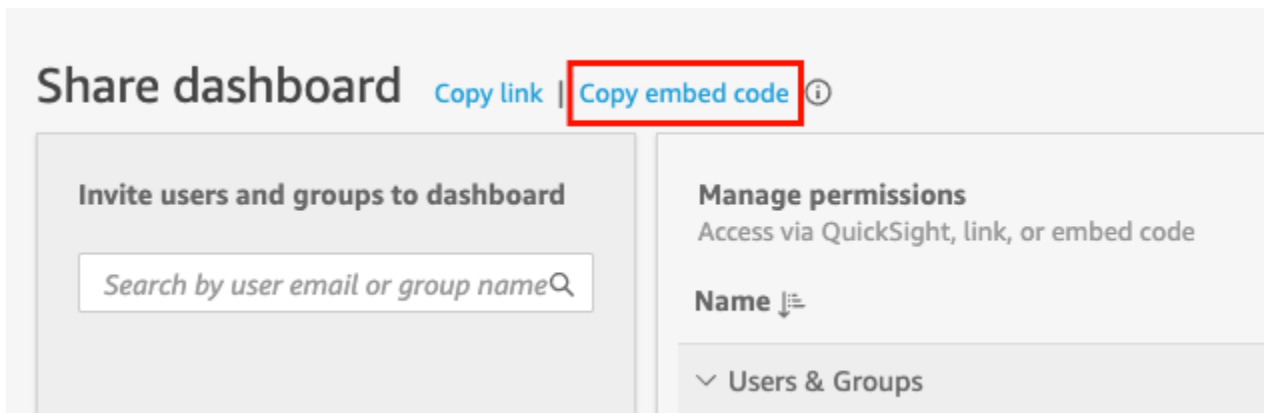 Share dashboard Copy link | Copy embed code
Invite users and groups to dashboard
Search by user email or group name
Manage permissions
Access via QuickSight, link, or embed code
Name
Users & Groups